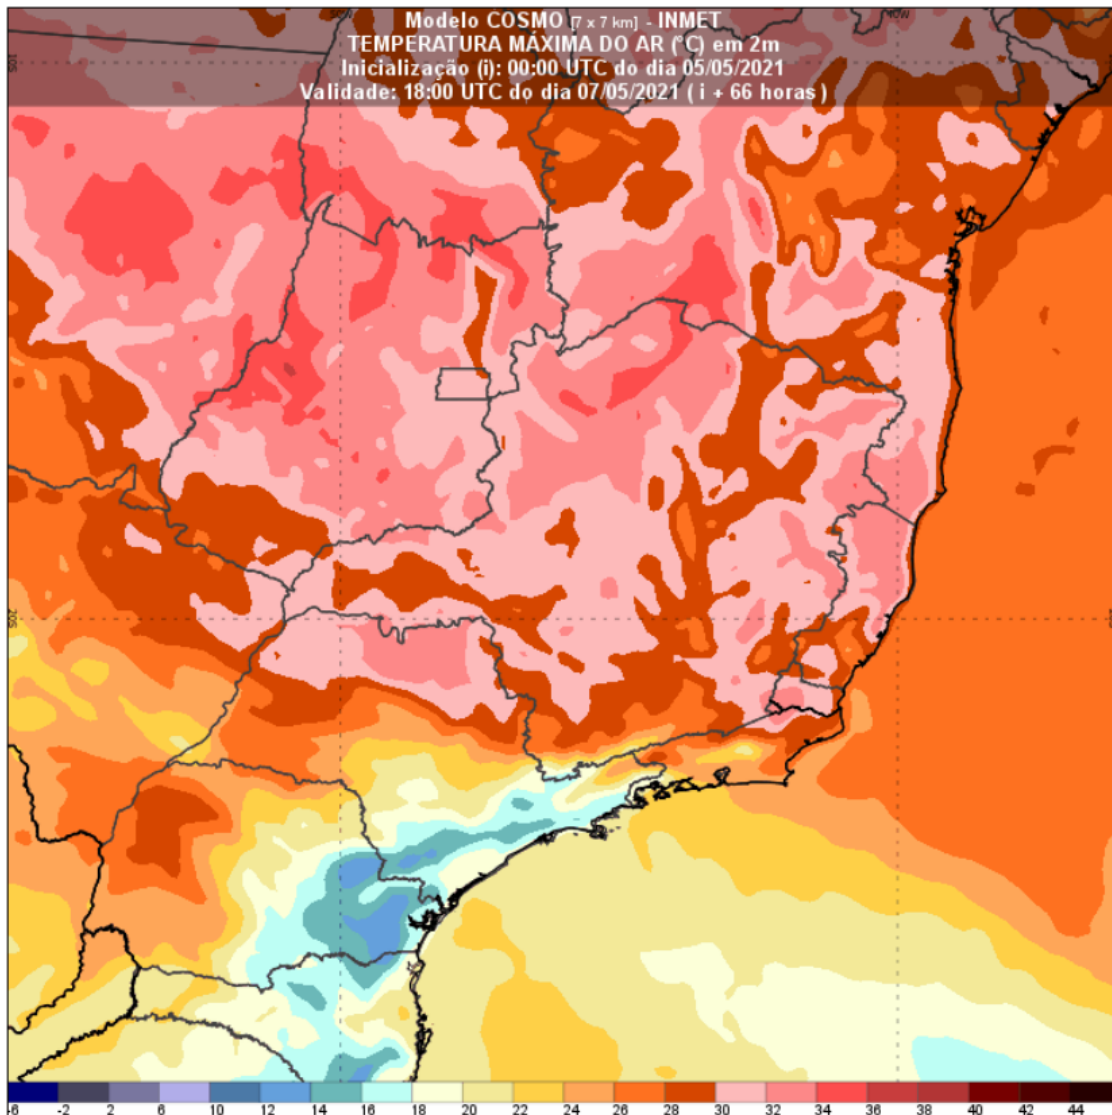 Modelo COSMO [7 x 7 km] - INMET
TEMPERATURA MÁXIMA DO AR (°C) em 2m
Inicialização (i): 00:00 UTC do dia 05/05/2021
Validade: 18:00 UTC do dia 07/05/2021 ( i + 66 horas )
-6 -2 2 6 10 12 14 16 18 20 22 24 26 28 30 32 34 36 38 40 42 44